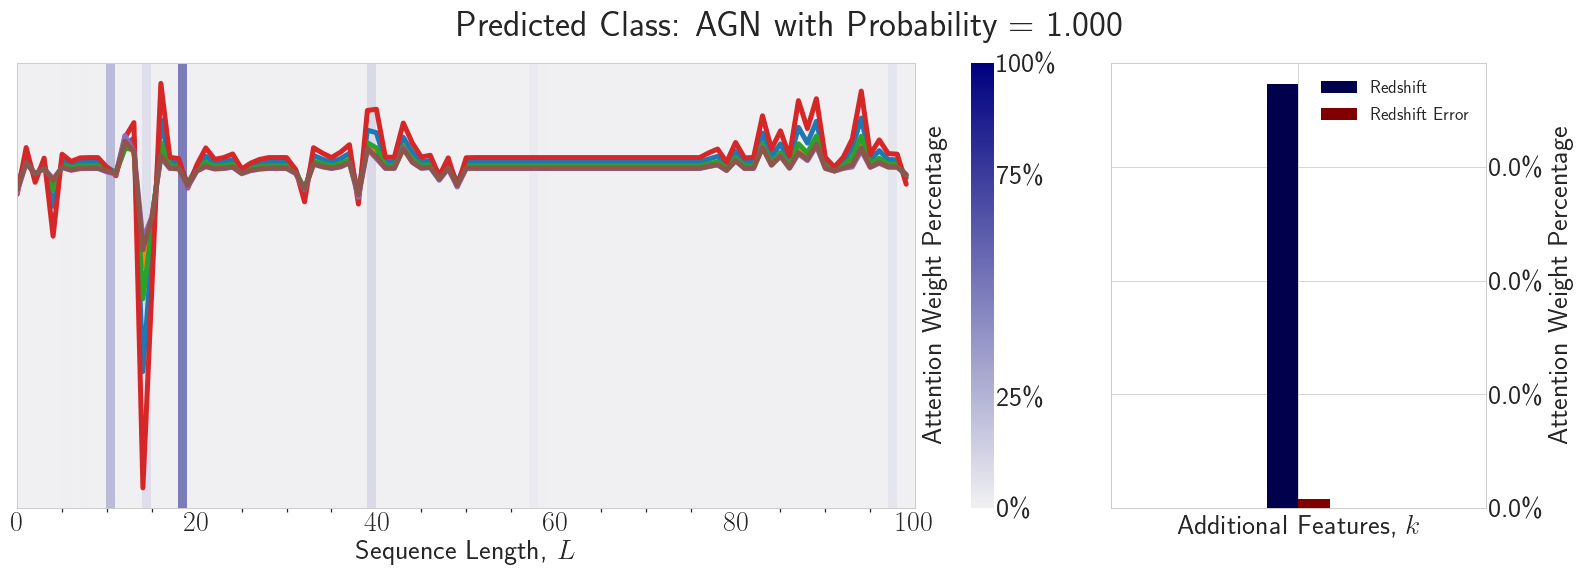 Predicted Class: AGN with Probability = 1.000
0 20 40 60 80 100
Sequence Length, L
Attention Weight Percentage
100%
75%
25%
0%
Redshift
Redshift Error
0.0%
0.0%
0.0%
0.0%
Additional Features, k
Attention Weight Percentage